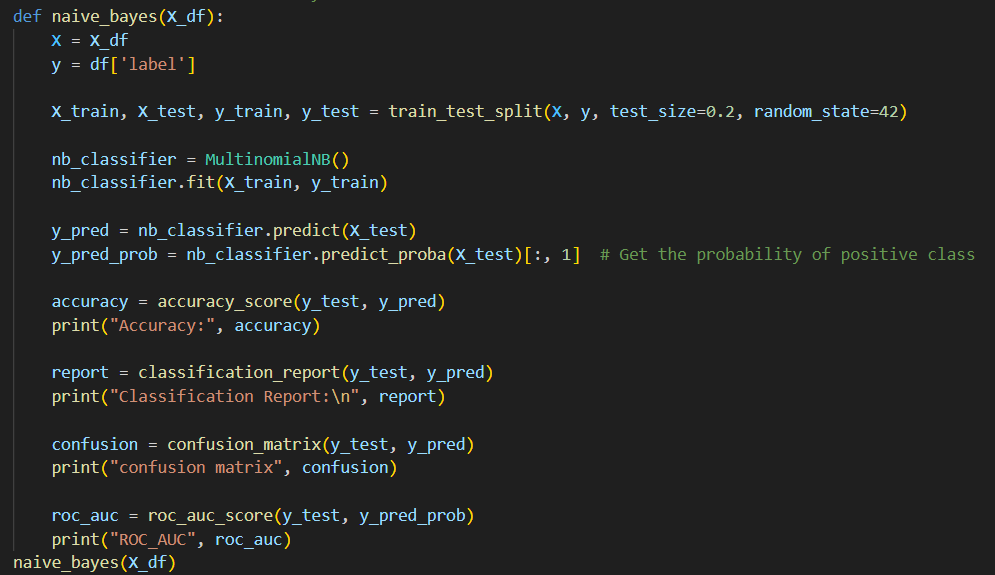 def naive_bayes(X_df):
    X = X_df
    y = df['label']

    X_train, X_test, y_train, y_test = train_test_split(X, y, test_size=0.2, random_state=42)

    nb_classifier = MultinomialNB()
    nb_classifier.fit(X_train, y_train)

    y_pred = nb_classifier.predict(X_test)
    y_pred_prob = nb_classifier.predict_proba(X_test)[:, 1]  # Get the probability of positive class

    accuracy = accuracy_score(y_test, y_pred)
    print("Accuracy:", accuracy)

    report = classification_report(y_test, y_pred)
    print("Classification Report:\n", report)

    confusion = confusion_matrix(y_test, y_pred)
    print("confusion matrix", confusion)

    roc_auc = roc_auc_score(y_test, y_pred_prob)
    print("ROC_AUC", roc_auc)
naive_bayes(X_df)